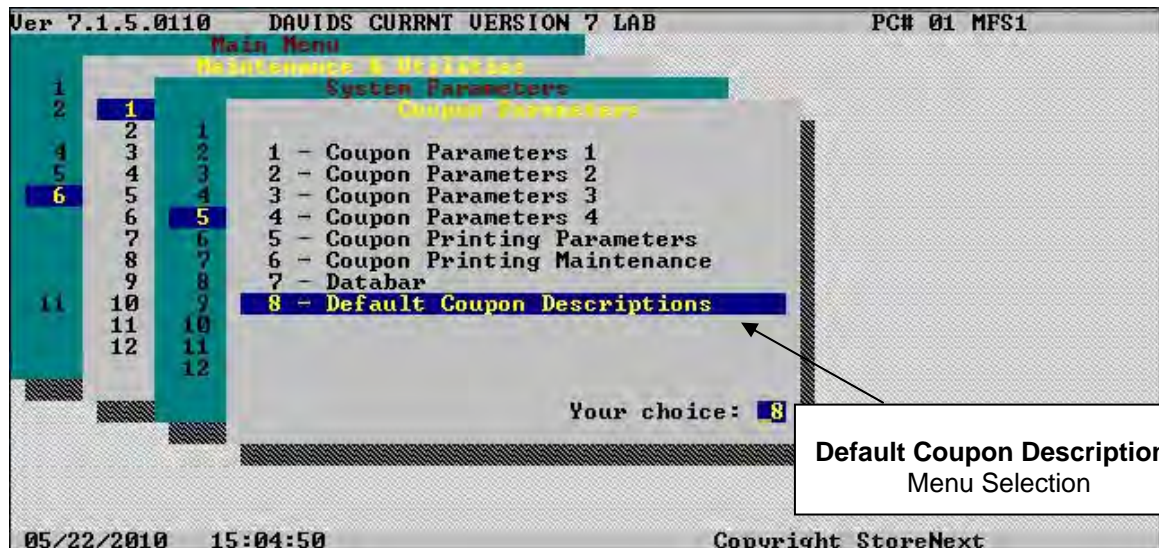 Ver 7.1.5.0110 DAVIDS CURRNT VERSION 7 LAB PC# 01 MFS1
Main Menu
Maintenance & Utilities
System Parameters
Coupon Parameters
1
2
4
5
6
11
1
2
3
4
5
6
7
8
9
10
11
12
1
2
3
4
5
6
7
8
9
10
11
12
1 - Coupon Parameters 1
2 - Coupon Parameters 2
3 - Coupon Parameters 3
4 - Coupon Parameters 4
5 - Coupon Printing Parameters
6 - Coupon Printing Maintenance
7 - Databar
8 - Default Coupon Descriptions
Your choice: 8
Default Coupon Description
Menu Selection
05/22/2010 15:04:50 Copyright StoreNext